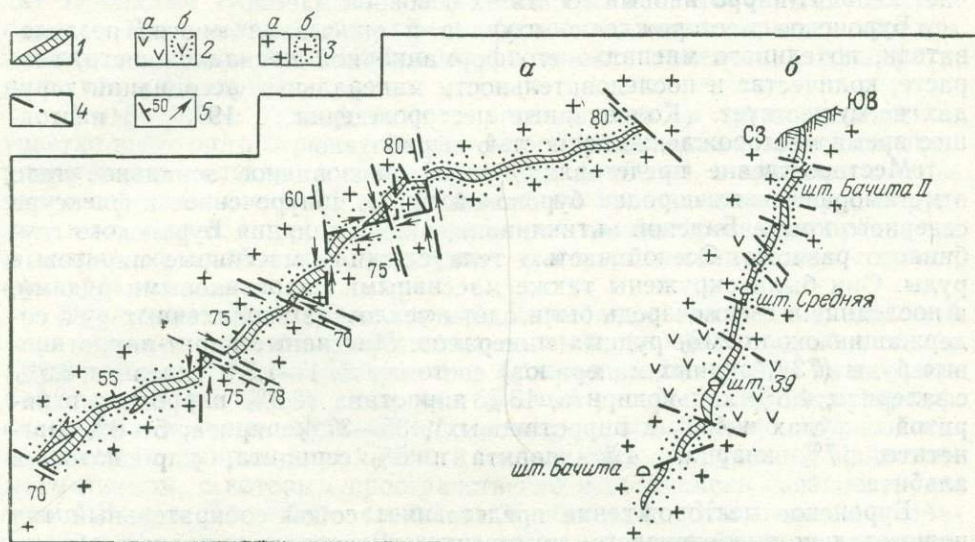 а б
1
а б
2
а б
3
4
50
5
а
б
80
80
60
75
70
75
55
75
78
70
СЗ
ЮВ
шт. Бачита II
шт. Средняя
шт. 39
шт. Бачита